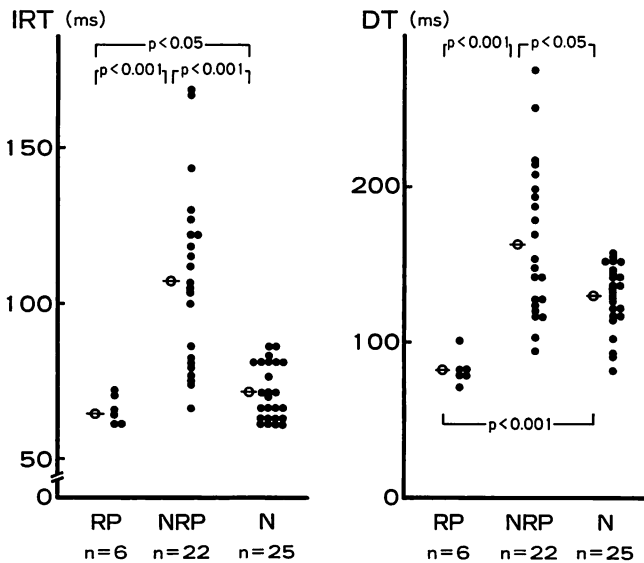 IRT (ms)
p<0.05
p<0.001 p<0.001
150
100
50
0
RP NRP N
n=6 n=22 n=25
DT (ms)
p<0.001 p<0.05
200
100
p<0.001
0
RP NRP N
n=6 n=22 n=25